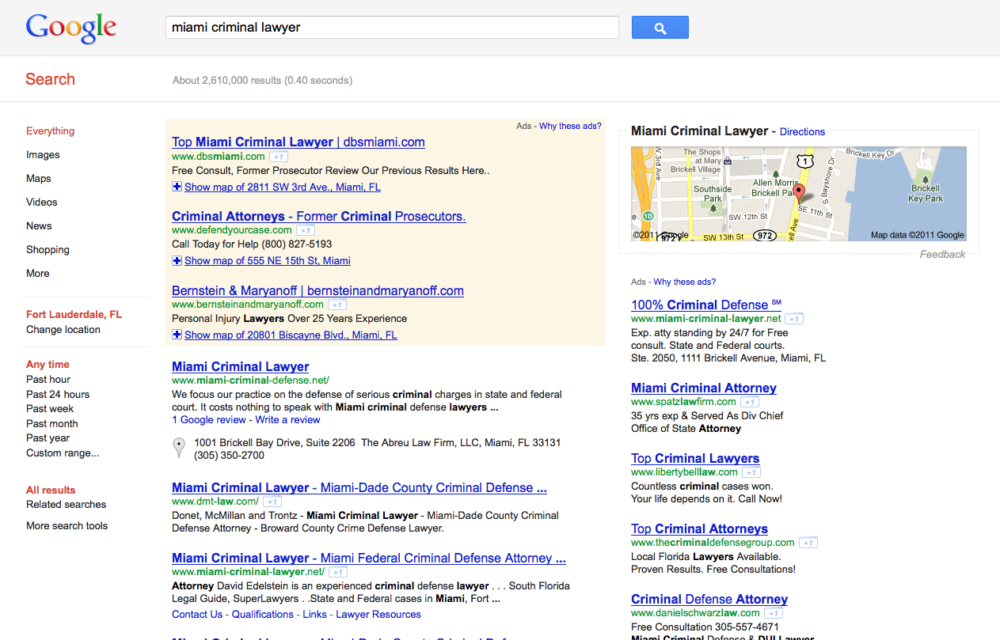 Google
miami criminal lawyer
Search
About 2,610,000 results (0.40 seconds)
Everything
Images
Maps
Videos
News
Shopping
More
Fort Lauderdale, FL
Change location
Any time
Past hour
Past 24 hours
Past week
Past month
Past year
Custom range...
All results
Related searches
More search tools
Ads - Why these ads?
Top Miami Criminal Lawyer | dbsmiami.com
www.dbsmiami.com +1
Free Consult, Former Prosecutor Review Our Previous Results Here..
Show map of 2811 SW 3rd Ave., Miami, FL
Criminal Attorneys - Former Criminal Prosecutors.
www.defendyourcase.com +1
Call Today for Help (800) 827-5193
Show map of 555 NE 15th St, Miami
Bernstein & Maryanoff | bernsteinandmaryanoff.com
www.bernsteinandmaryanoff.com +1
Personal Injury Lawyers Over 25 Years Experience
Show map of 20801 Biscayne Blvd., Miami, FL
Miami Criminal Lawyer
www.miami-criminal-defense.net/
We focus our practice on the defense of serious criminal charges in state and federal
court. It costs nothing to speak with Miami criminal defense lawyers ...
1 Google review - Write a review
1001 Brickell Bay Drive, Suite 2206 The Abreu Law Firm, LLC, Miami, FL 33131
(305) 350-2700
Miami Criminal Lawyer - Miami-Dade County Criminal Defense ...
www.dmt-law.com/ +1
Donet, McMillan and Trontz - Miami Criminal Lawyer - Miami-Dade County Criminal
Defense Attorney - Broward County Crime Defense Lawyer.
Miami Criminal Lawyer - Miami Federal Criminal Defense Attorney ...
www.miami-criminal-lawyer.net/ +1
Attorney David Edelstein is an experienced criminal defense lawyer . . . South Florida
Legal Guide, SuperLawyers . .State and Federal cases in Miami, Fort ...
Contact Us - Qualifications - Links - Lawyer Resources
Miami Criminal Lawyer - Directions
W 3rd Ave
The Shops
at Mary
Brickell Village
1
Brickell Key Dr
S Bayshore Dr
Allen Morris
Brickell Park
Southside
Park
Brickell
Key Park
SE 11th St
SW 12th St
1B
SW 13th St
972
972
ell Ave
©2011 Google
Map data ©2011 Google
Feedback
Ads - Why these ads?
100% Criminal Defense ℠
www.miami-criminal-lawyer.net +1
Exp. atty standing by 24/7 for Free
consult. State and Federal courts.
Ste. 2050, 1111 Brickell Avenue, Miami, FL
Miami Criminal Attorney
www.spatzlawfirm.com +1
35 yrs exp & Served As Div Chief
Office of State Attorney
Top Criminal Lawyers
www.libertybelllaw.com +1
Countless criminal cases won.
Your life depends on it. Call Now!
Top Criminal Attorneys
www.thecriminaldefensegroup.com +1
Local Florida Lawyers Available.
Proven Results. Free Consultations!
Criminal Defense Attorney
www.danielschwarzlaw.com +1
Free Consultation 305-557-4671
Miami Criminal Defense & DUI Lawyer